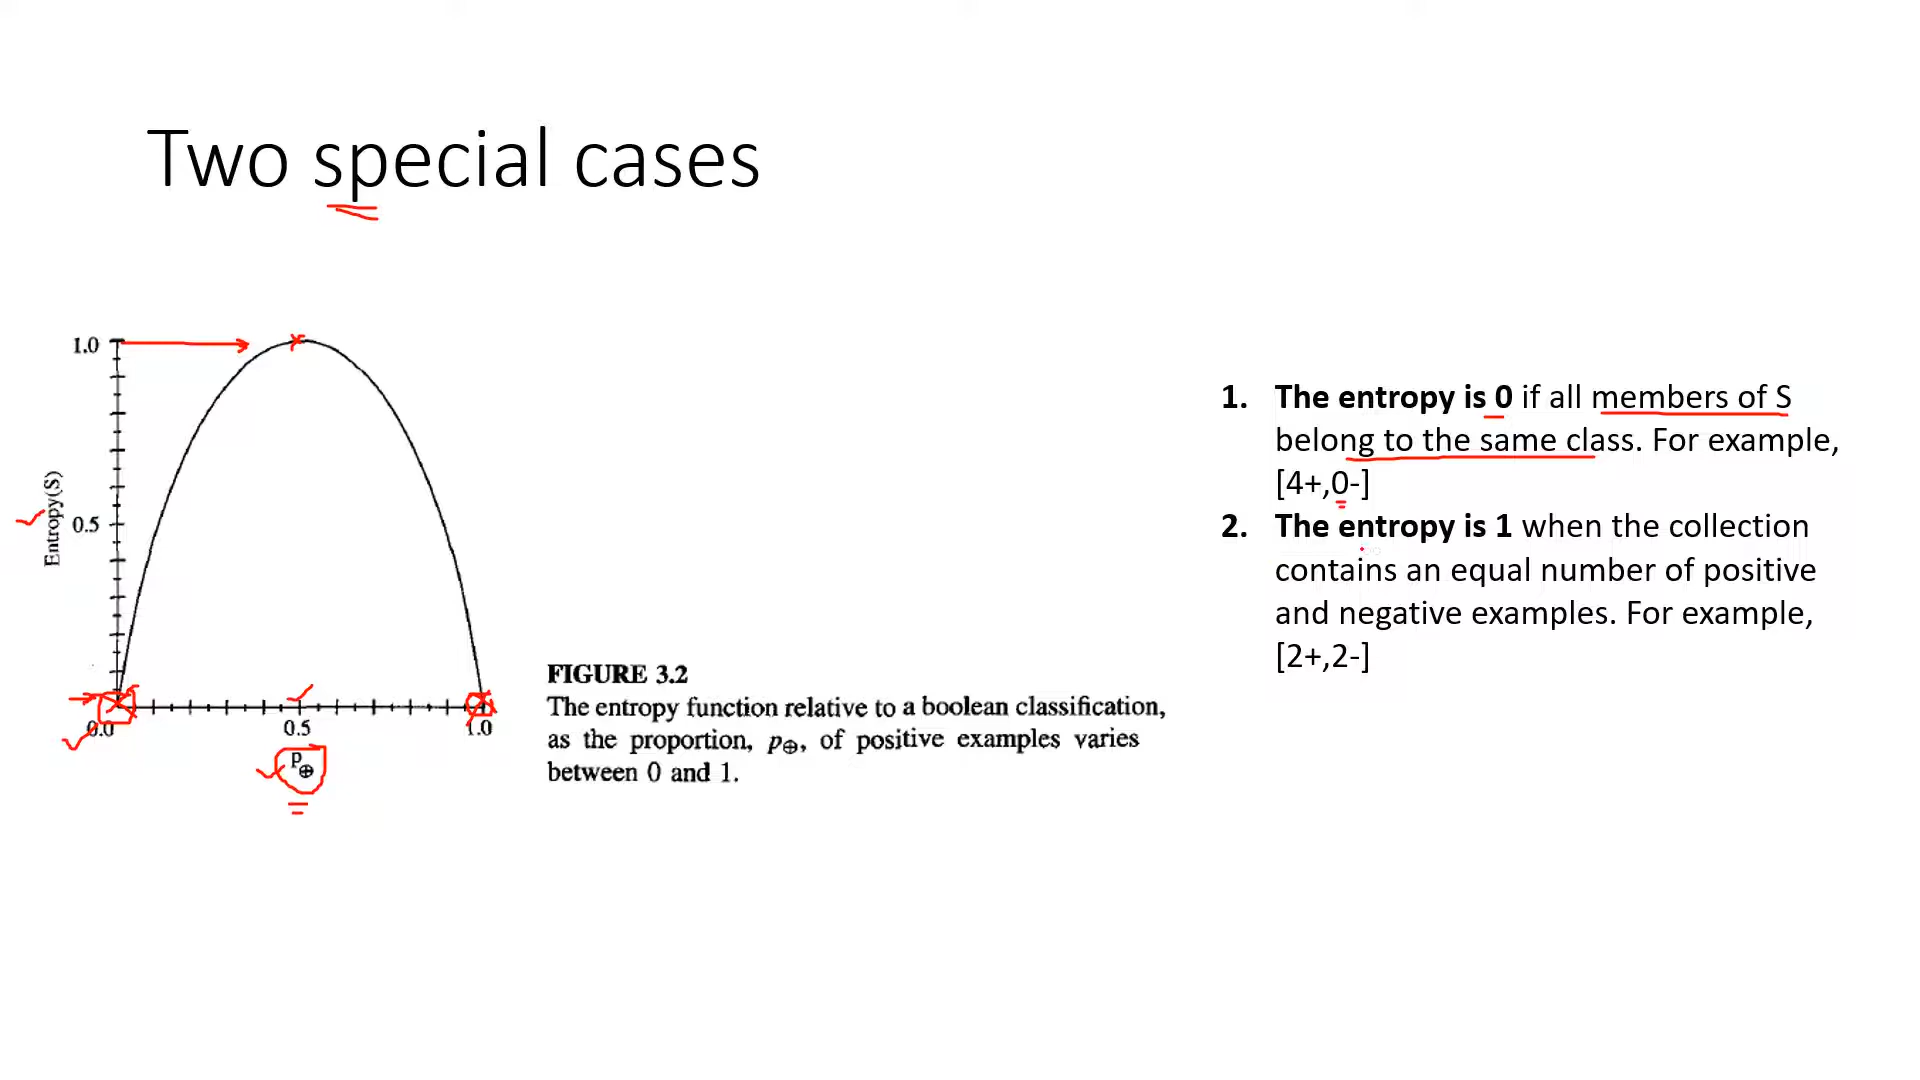 Two special cases
1.0
0.5
Entropy(S)
0.0
0.5
1.0
P⊕
FIGURE 3.2
The entropy function relative to a boolean classification,
as the proportion, p⊕, of positive examples varies
between 0 and 1.
1. The entropy is 0 if all members of S
belong to the same class. For example,
[4+,0-]
2. The entropy is 1 when the collection
contains an equal number of positive
and negative examples. For example,
[2+,2-]